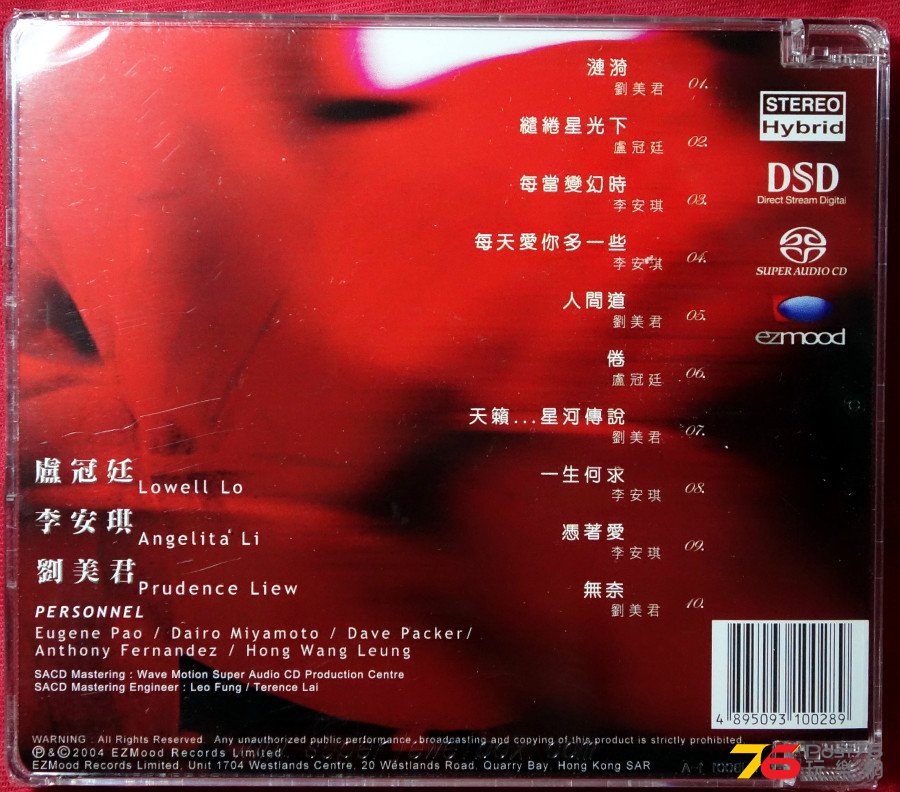 漣漪
劉美君 01.
繾綣星光下
盧冠廷 02.
每當變幻時
李安琪 03.
每天愛你多一些
李安琪 04.
人間道
劉美君 05.
倦
盧冠廷 06.
天籟...星河傳說
劉美君 07.
一生何求
李安琪 08.
憑著愛
李安琪 09.
無奈
劉美君 10.
STEREO
Hybrid
DSD
Direct Stream Digital
SUPER AUDIO CD
ezmood
盧冠廷 Lowell Lo
李安琪 Angelita Li
劉美君 Prudence Liew
PERSONNEL
Eugene Pao / Dairo Miyamoto / Dave Packer/
Anthony Fernandez / Hong Wang Leung
SACD Mastering : Wave Motion Super Audio CD Production Centre
SACD Mastering Engineer : Leo Fung / Terence Lai
WARNING : All Rights Reserved. Any unauthorized public performance, broadcasting and copying of this product is strictly prohibited
℗&©2004 EZMood Records Limited
EZMood Records Limited. Unit 1704 Westlands Centre, 20 Westlands Road, Quarry Bay, Hong Kong SAR
4 895093 100289
76